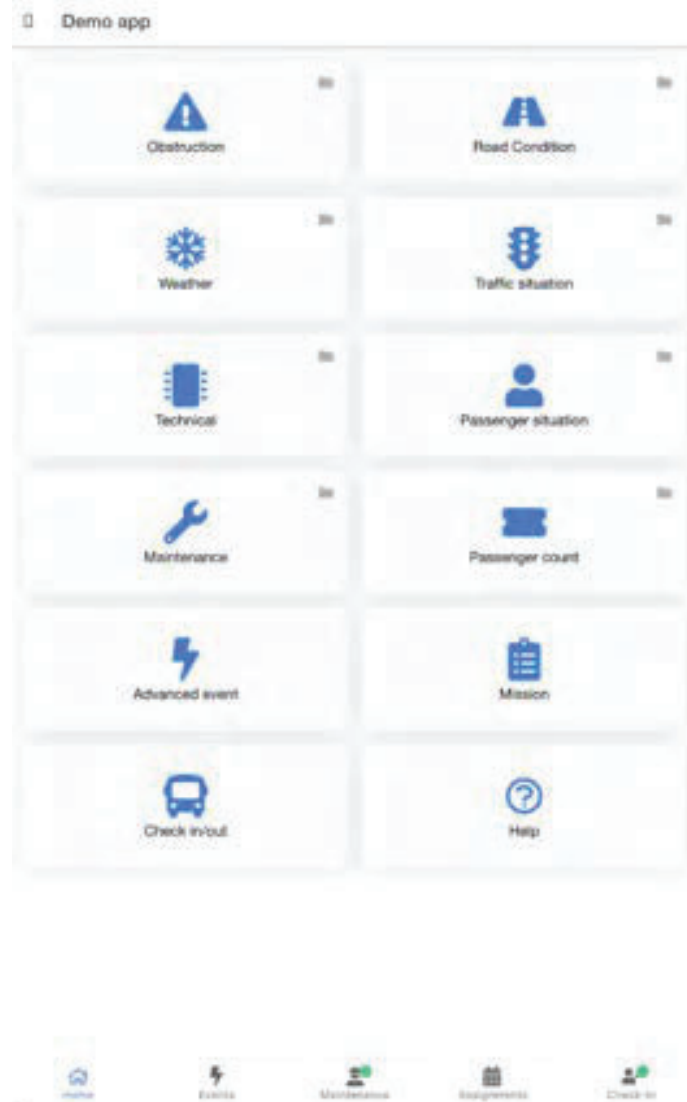 Demo app
Obstruction
Road Condition
Weather
Traffic situation
Technical
Passenger situation
Maintenance
Passenger count
Advanced event
Mission
Check in/out
Help
Home
Events
Maintenance
Assignments
Check-in